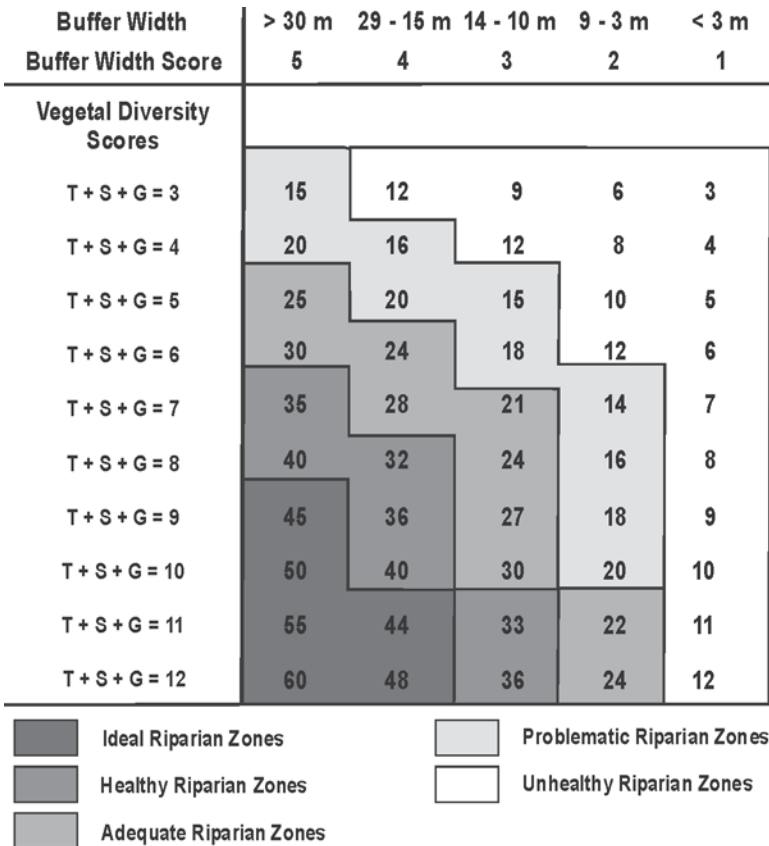 Buffer Width > 30 m 29 - 15 m 14 - 10 m 9 - 3 m < 3 m
Buffer Width Score 5 4 3 2 1
Vegetal Diversity
Scores
T + S + G = 3 15 12 9 6 3
T + S + G = 4 20 16 12 8 4
T + S + G = 5 25 20 15 10 5
T + S + G = 6 30 24 18 12 6
T + S + G = 7 35 28 21 14 7
T + S + G = 8 40 32 24 16 8
T + S + G = 9 45 36 27 18 9
T + S + G = 10 50 40 30 20 10
T + S + G = 11 55 44 33 22 11
T + S + G = 12 60 48 36 24 12
Ideal Riparian Zones Problematic Riparian Zones
Healthy Riparian Zones Unhealthy Riparian Zones
Adequate Riparian Zones